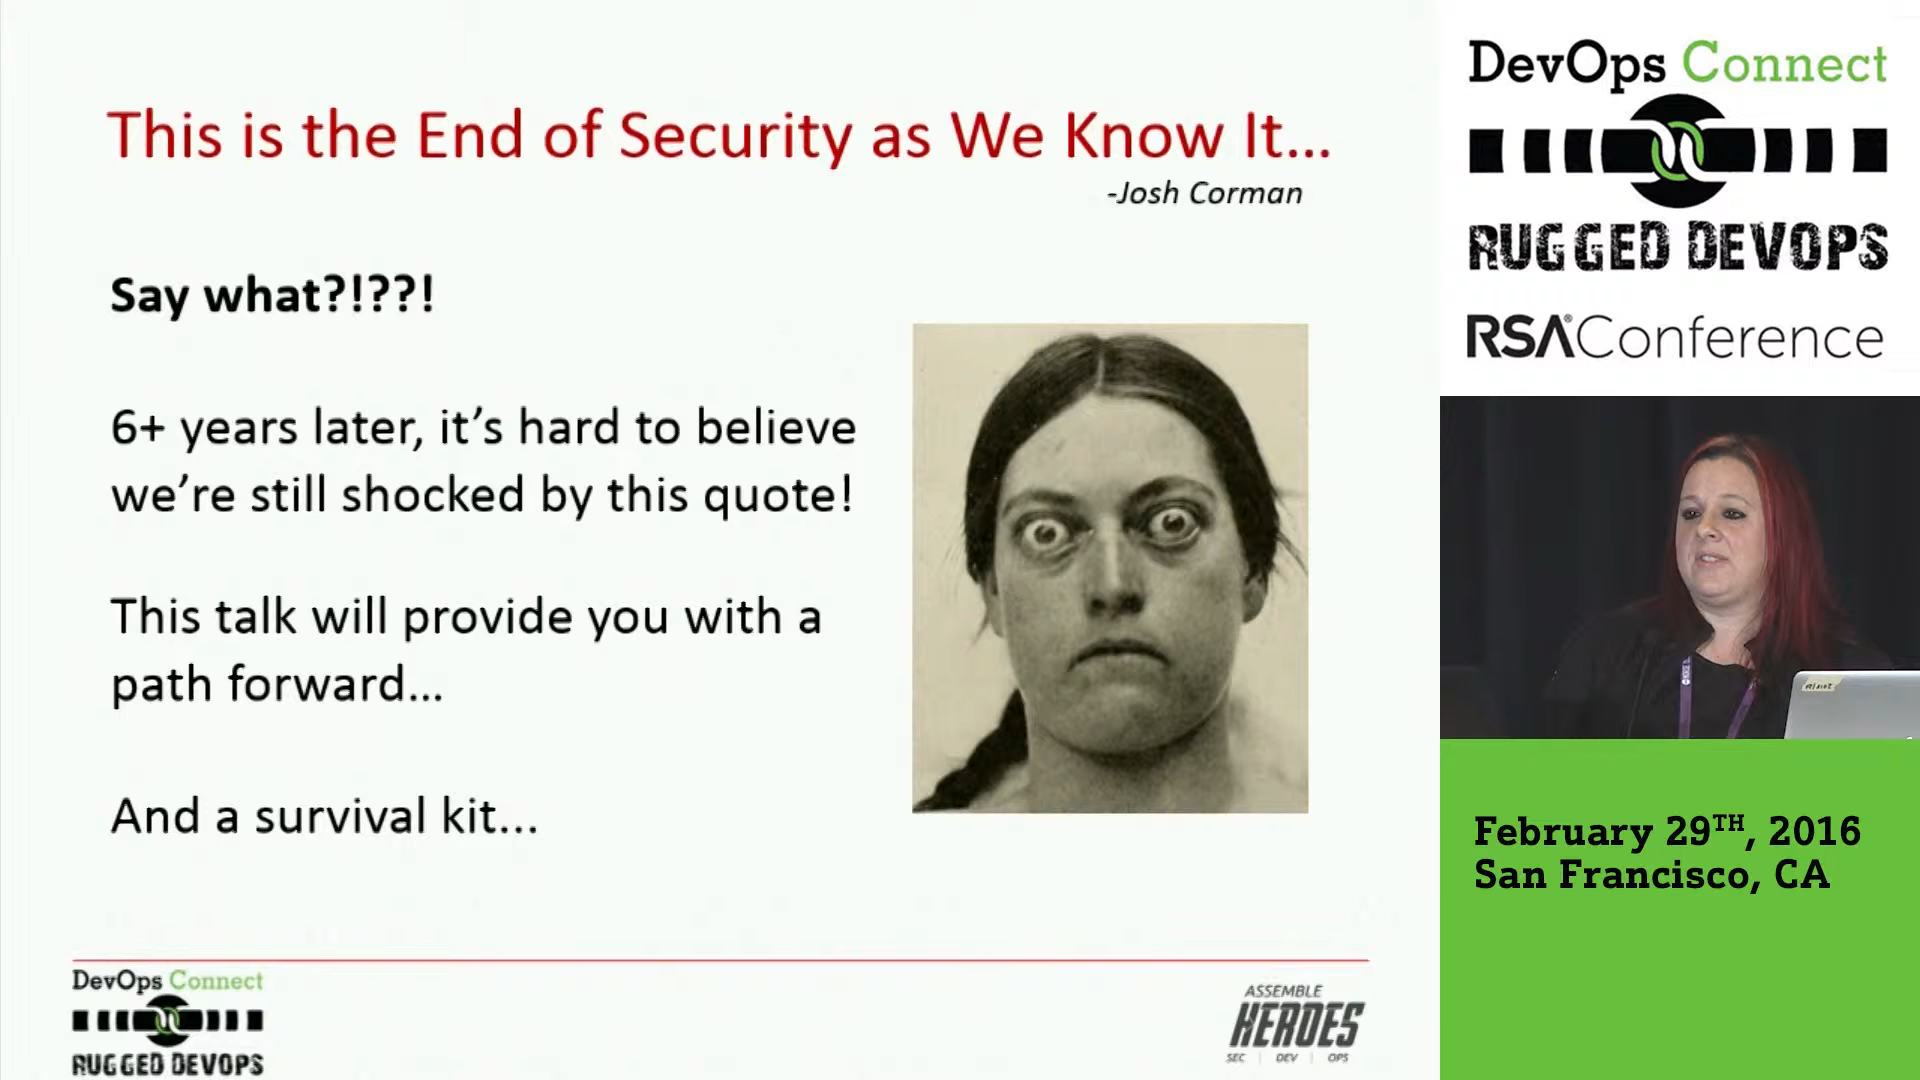 This is the End of Security as We Know It...
-Josh Corman
Say what?!??!
6+ years later, it's hard to believe
we're still shocked by this quote!
This talk will provide you with a
path forward...
And a survival kit...
DevOps Connect
RUGGED DEVOPS
ASSEMBLE
HEROES
SEC | DEV | OPS
DevOps Connect
RUGGED DEVOPS
RSA®Conference
February 29TH, 2016
San Francisco, CA